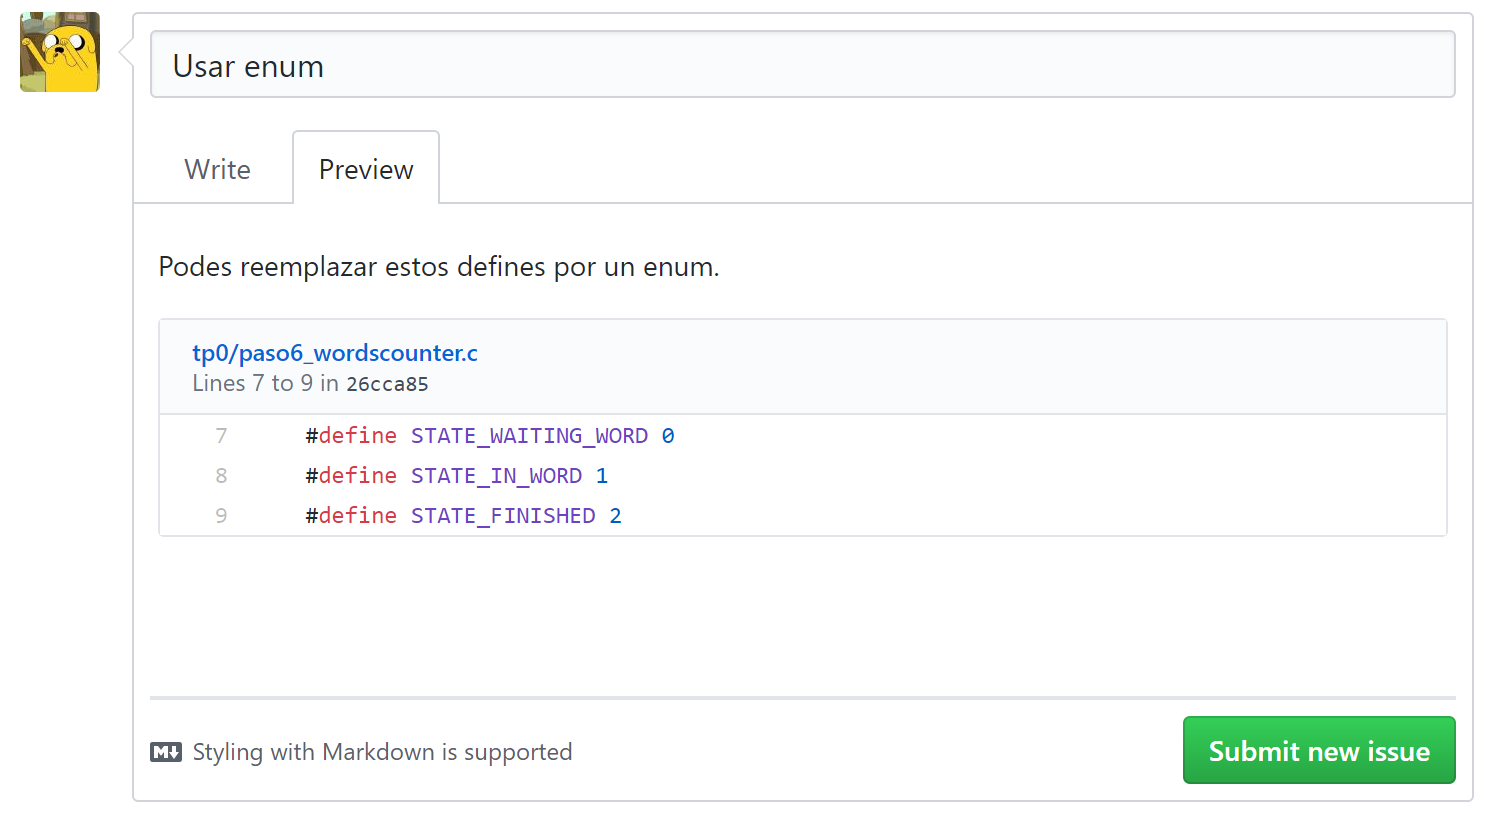 Usar enum
Write
Preview
Podes reemplazar estos defines por un enum.
tp0/paso6_wordscounter.c
Lines 7 to 9 in 26cca85
7 #define STATE_WAITING_WORD 0
8 #define STATE_IN_WORD 1
9 #define STATE_FINISHED 2
M Styling with Markdown is supported
Submit new issue